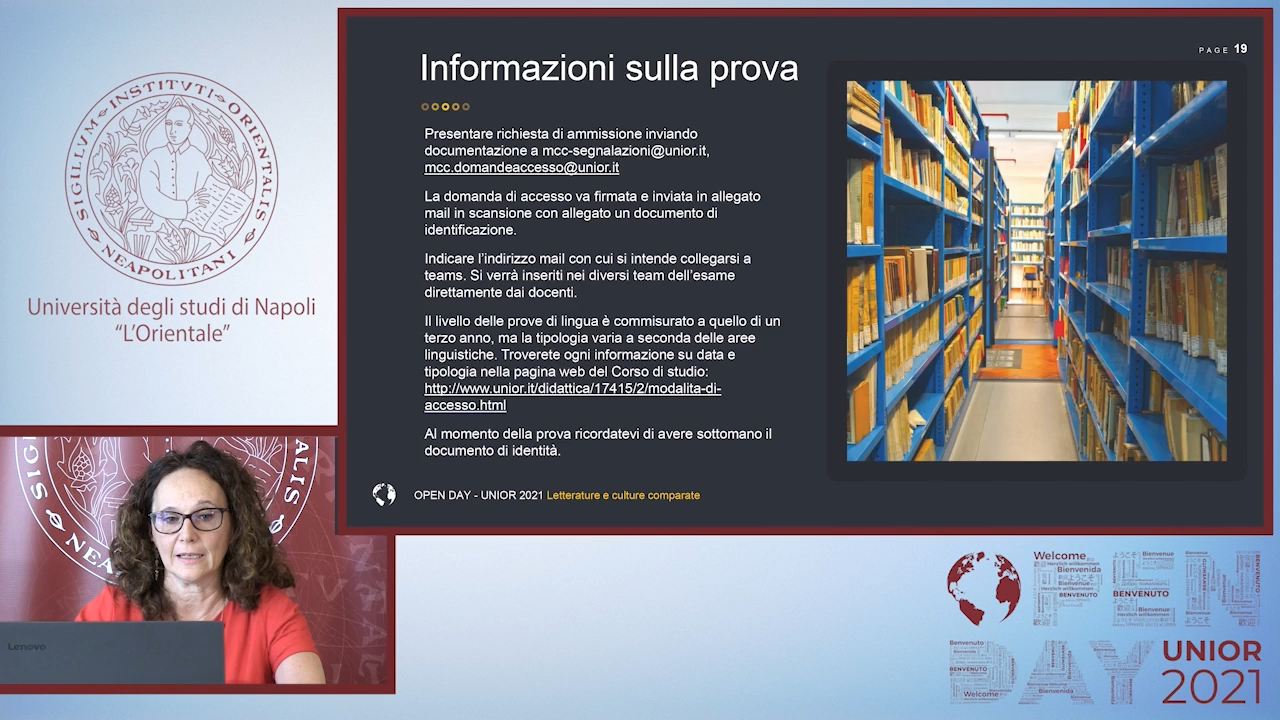 SIGILLVM INSTITVTI ORIENTALIS
NEAPOLITANI
Università degli studi di Napoli
“L’Orientale”
PAGE 19
Informazioni sulla prova
Presentare richiesta di ammissione inviando
documentazione a mcc-segnalazioni@unior.it,
mcc.domandeaccesso@unior.it
La domanda di accesso va firmata e inviata in allegato
mail in scansione con allegato un documento di
identificazione.
Indicare l’indirizzo mail con cui si intende collegarsi a
teams. Si verrà inseriti nei diversi team dell’esame
direttamente dai docenti.
Il livello delle prove di lingua è commisurato a quello di un
terzo anno, ma la tipologia varia a seconda delle aree
linguistiche. Troverete ogni informazione su data e
tipologia nella pagina web del Corso di studio:
http://www.unior.it/didattica/17415/2/modalita-di-
accesso.html
Al momento della prova ricordatevi di avere sottomano il
documento di identità.
OPEN DAY - UNIOR 2021 Letterature e culture comparate
SIG
ALIS
NEA
Lenovo
Welcome
Bienvenue
Bienvenida
Herzlich willkommen
BENVENUTO
OPEN
DAY
UNIOR
2021